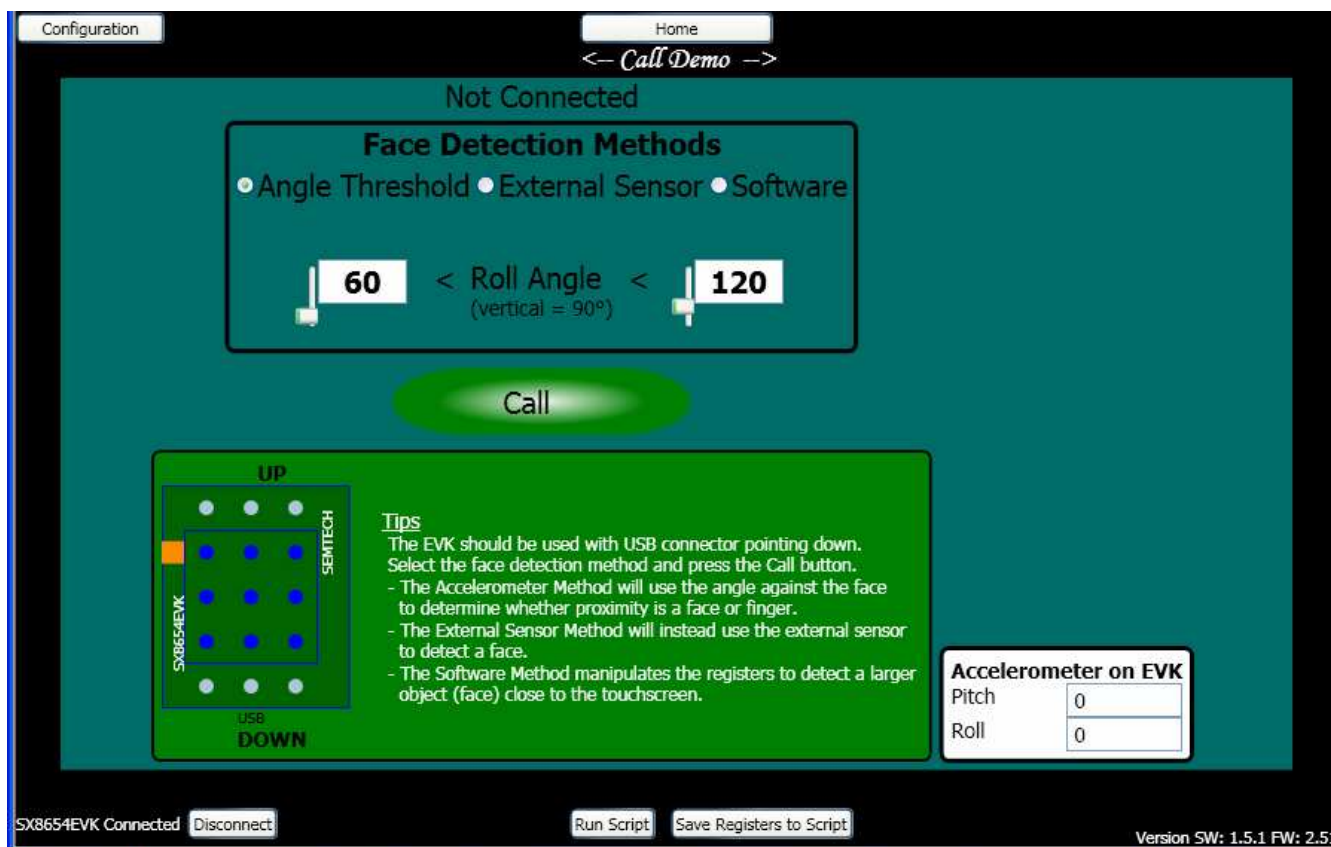 Configuration
Home
<-- Call Demo -->
Not Connected
Face Detection Methods
Angle Threshold External Sensor Software
60 < Roll Angle < 120
(vertical = 90°)
Call
UP
SEMTECH
SX8654EVK
USB
DOWN
Tips
The EVK should be used with USB connector pointing down.
Select the face detection method and press the Call button.
- The Accelerometer Method will use the angle against the face
to determine whether proximity is a face or finger.
- The External Sensor Method will instead use the external sensor
to detect a face.
- The Software Method manipulates the registers to detect a larger
object (face) close to the touchscreen.
Accelerometer on EVK
Pitch 0
Roll 0
SX8654EVK Connected Disconnect Run Script Save Registers to Script
Version SW: 1.5.1 FW: 2.51